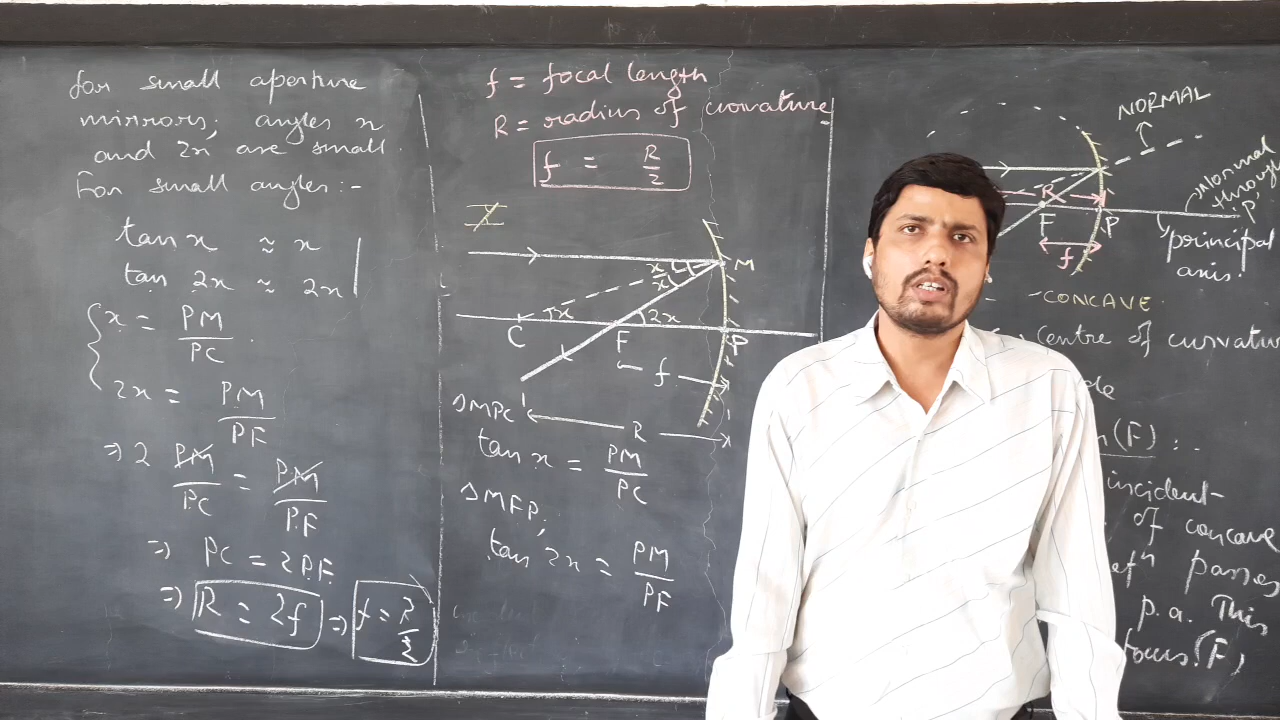 for small aperture
mirrors; angles x
and 2x are small.
For small angles:-
tan x ≈ x
tan 2x ≈ 2x
x = PM
PC
2x = PM
PF
⇒ 2 PM = PM
PC PF
⇒ PC = 2PF
⇒ R = 2f ⇒ f = R
2
f = focal length
R = radius of curvature
f = R
2
x
x
M
C x F 2x P
f
R
ΔMPC
tan x = PM
PC
ΔMFP,
tan 2x = PM
PF
NORMAL
Normal
through
'P'
R
F P
principal
axis.
f
CONCAVE
centre of curvature
(F) :-
incident
of concave
passes
p.a. This
(F)